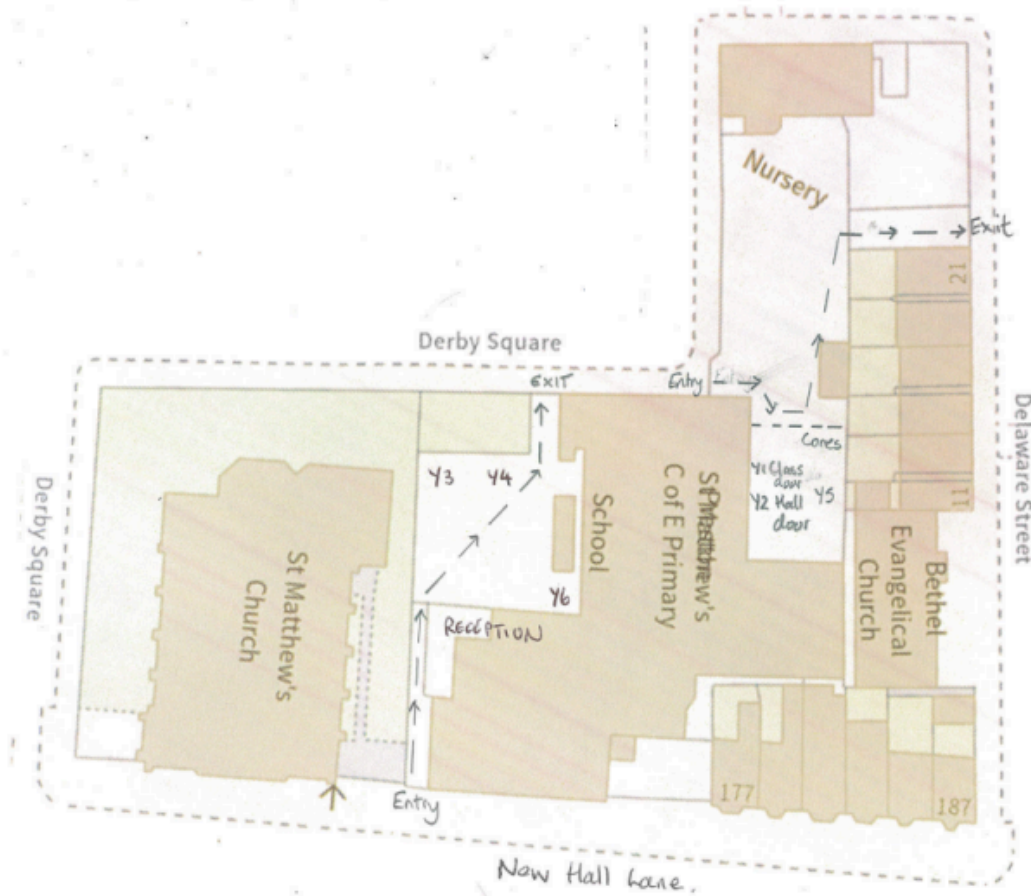 Nursery
Exit
21
Derby Square
EXIT
Entry
Cones
Y3 Y4
Y1 Class
door
Y2 Hall
door
Y5
Delaware Street
11
School
C of E Primary
Derby Square
St Matthew's
Church
Y6
RECEPTION
Bethel
Evangelical
Church
177
187
Entry
New Hall Lane.